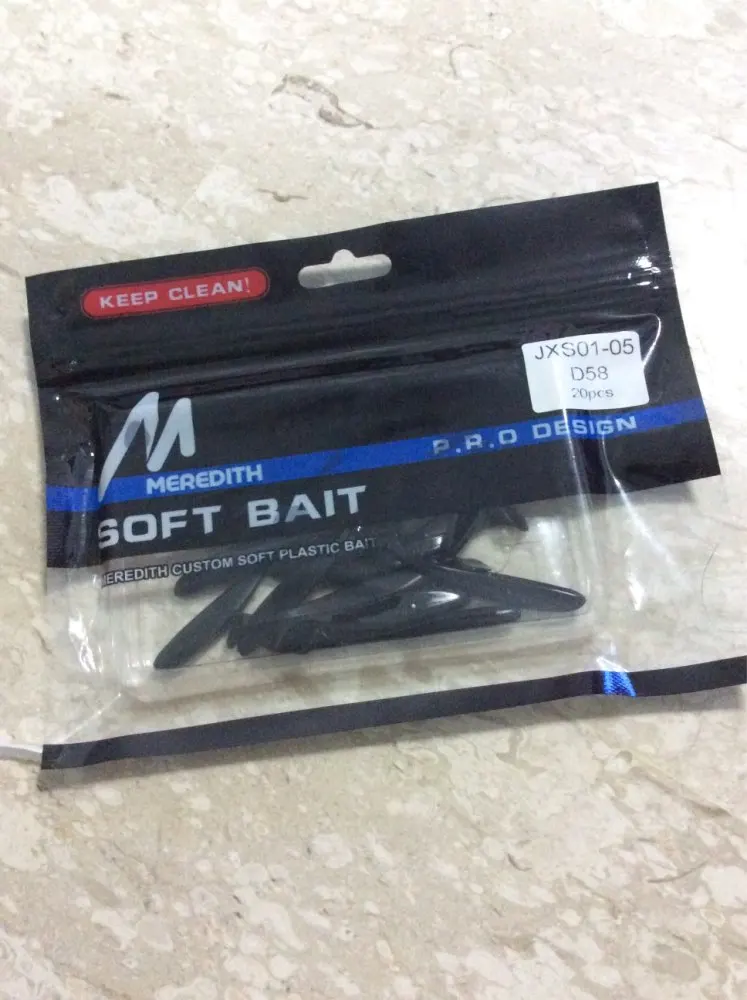 KEEP CLEAN!
JXS01-05
D58
20pcs
M
MEREDITH
P.R.O DESIGN
SOFT BAIT
MEREDITH CUSTOM SOFT PLASTIC BAIT